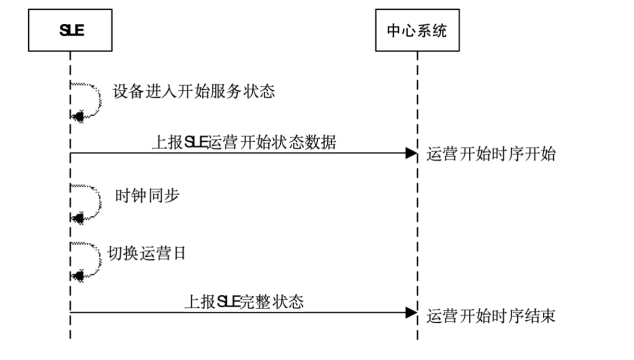 SLE
中心系统
设备进入开始服务状态
上报SLE运营开始状态数据
运营开始时序开始
时钟同步
切换运营日
上报SLE完整状态
运营开始时序结束